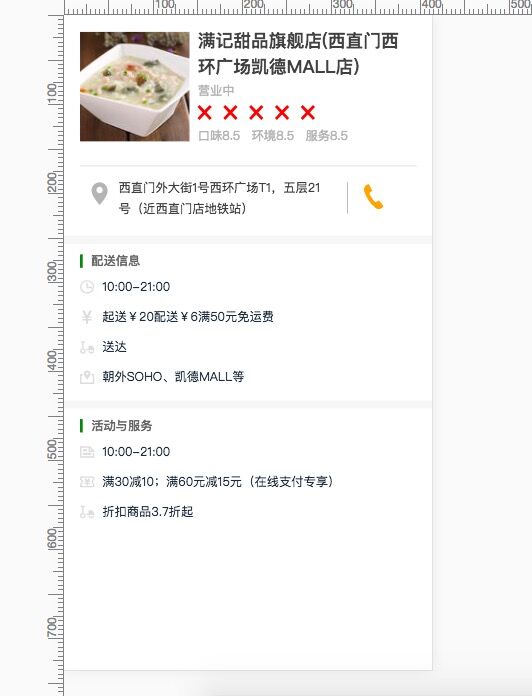 100
200
300
400
500
满记甜品旗舰店(西直门西
环广场凯德MALL店)
营业中
口味8.5 环境8.5 服务8.5
西直门外大街1号西环广场T1，五层21
号（近西直门店地铁站）
配送信息
10:00-21:00
起送￥20配送￥6满50元免运费
送达
朝外SOHO、凯德MALL等
活动与服务
10:00-21:00
满30减10；满60元减15元（在线支付专享）
折扣商品3.7折起
100
200
300
400
500
600
700